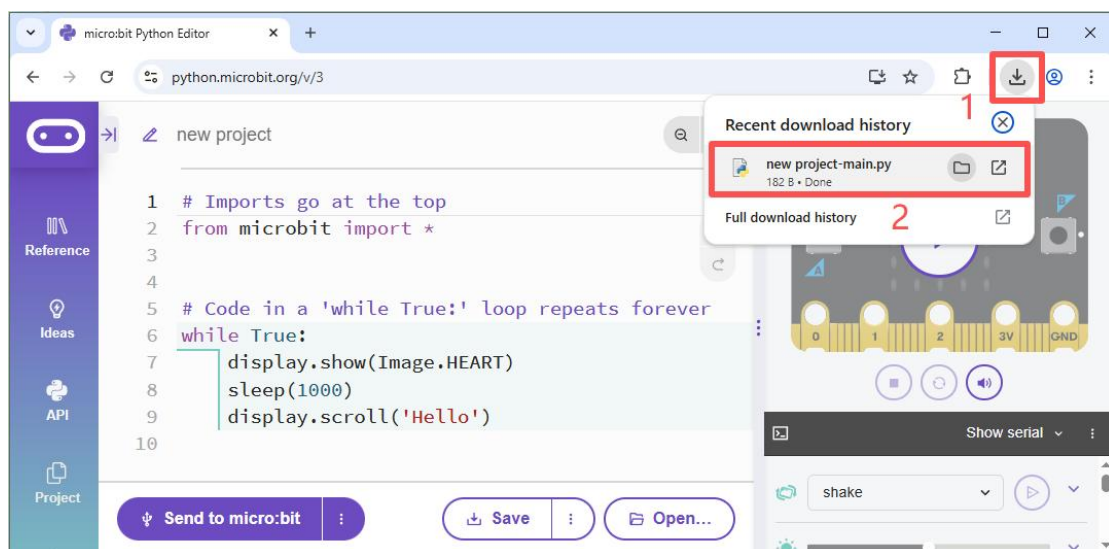 micro:bit Python Editor
python.microbit.org/v/3
1
new project
Recent download history
new project-main.py
182 B • Done
Full download history
2
Reference
Ideas
API
Project
1 # Imports go at the top
2 from microbit import *
3
4
5 # Code in a 'while True:' loop repeats forever
6 while True:
7 display.show(Image.HEART)
8 sleep(1000)
9 display.scroll('Hello')
10
A
B
0 1 2 3V GND
Show serial
shake
Send to micro:bit
Save
Open...